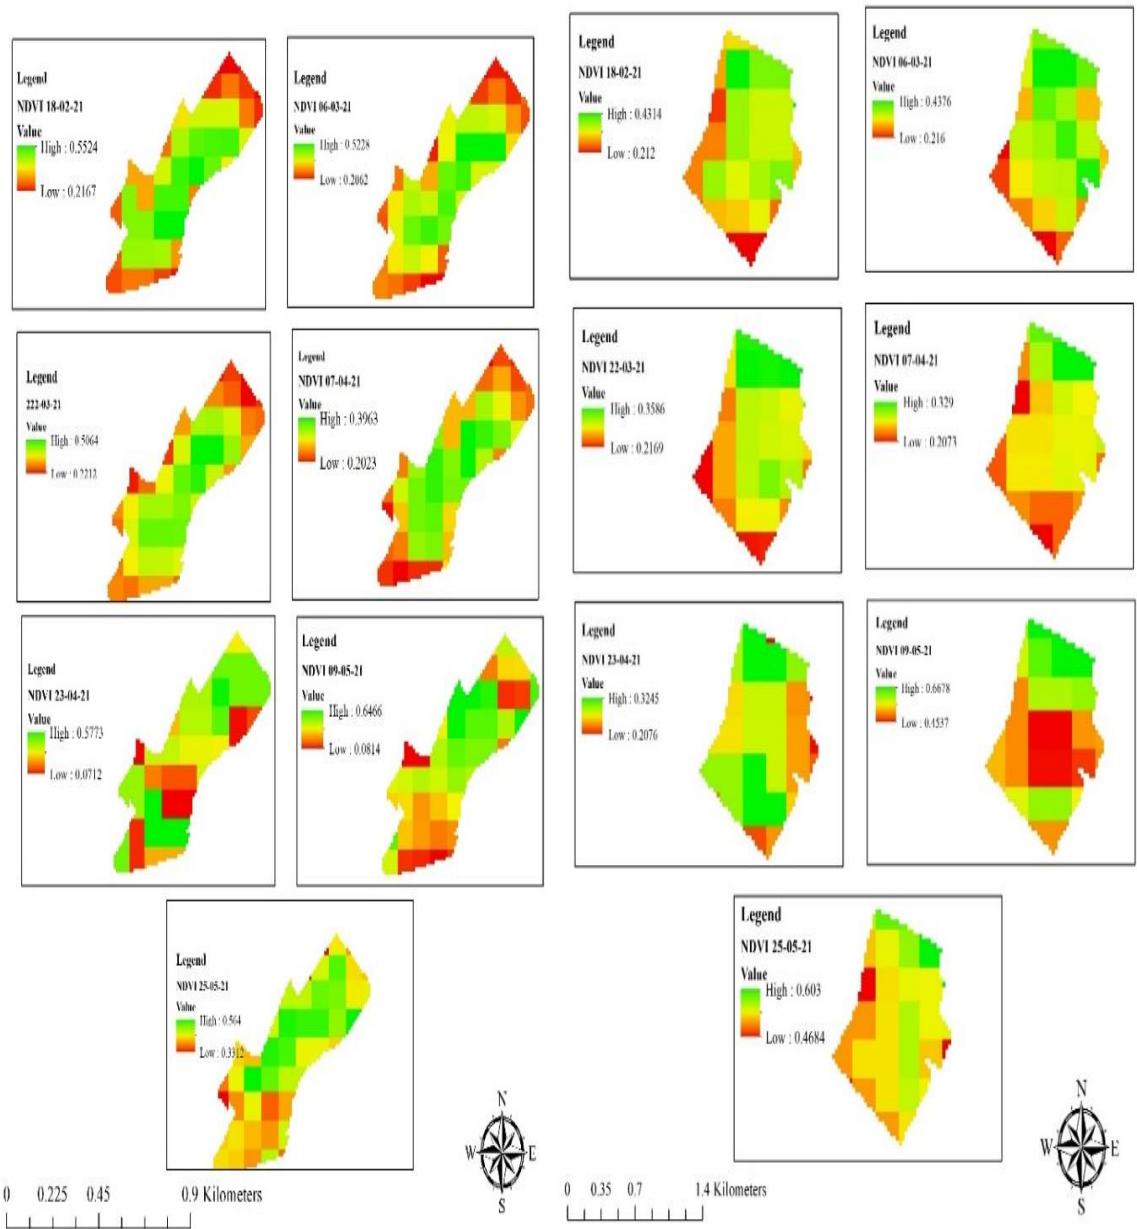 Legend
NDVI 18-02-21
Value
High : 0.5524
Low : 0.2167
Legend
NDVI 06-03-21
Value
High : 0.5228
Low : 0.2062
Legend
NDVI 18-02-21
Value
High : 0.4314
Low : 0.212
Legend
NDVI 06-03-21
Value
High : 0.4376
Low : 0.216
Legend
222-03-21
Value
High : 0.5064
Low : 0.2212
Legend
NDVI 07-04-21
Value
High : 0.3963
Low : 0.2023
Legend
NDVI 22-03-21
Value
High : 0.3586
Low : 0.2169
Legend
NDVI 07-04-21
Value
High : 0.329
Low : 0.2073
Legend
NDVI 23-04-21
Value
High : 0.5773
Low : 0.0712
Legend
NDVI 09-05-21
Value
High : 0.6466
Low : 0.0814
Legend
NDVI 23-04-21
Value
High : 0.3245
Low : 0.2076
Legend
NDVI 09-05-21
Value
High : 0.6678
Low : 0.4537
Legend
NDVI 25-05-21
Value
High : 0.564
Low : 0.3312
Legend
NDVI 25-05-21
Value
High : 0.603
Low : 0.4684
N
W E
S
N
W E
S
0 0.225 0.45 0.9 Kilometers
0 0.35 0.7 1.4 Kilometers